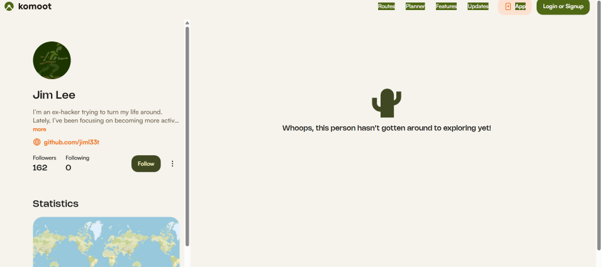 komoot
Routes Planner Features Updates App Login or Signup
Jim Lee
I'm an ex-hacker trying to turn my life around.
Lately, I've been focusing on becoming more activ...
more
github.com/jiml33t
Followers Following
162 0
Follow
Whoops, this person hasn't gotten around to exploring yet!
Statistics